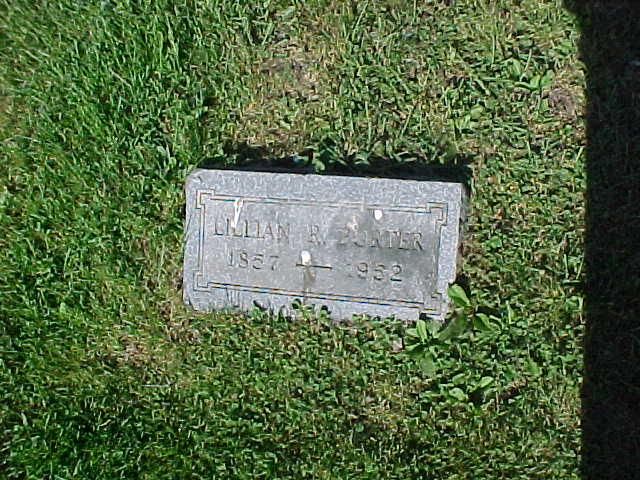 LILLIAN R. PORTER
1857 — 1952